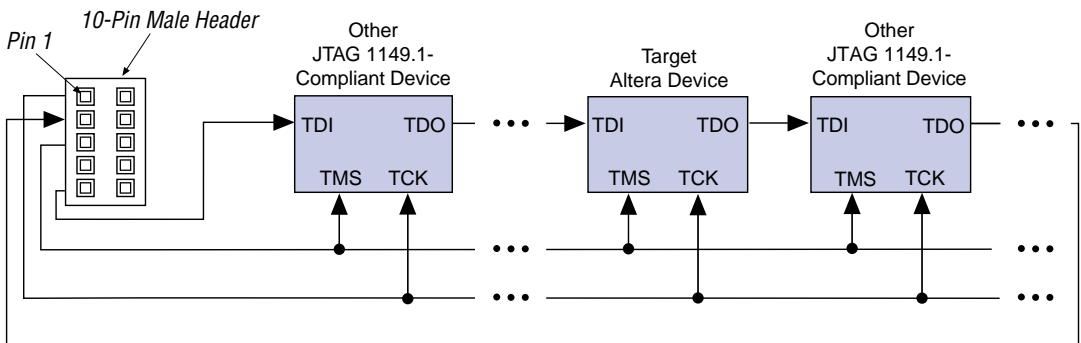 10-Pin Male Header
Pin 1
Other
JTAG 1149.1-
Compliant Device
Target
Altera Device
Other
JTAG 1149.1-
Compliant Device
TDI TDO
TMS TCK
TDI TDO
TMS TCK
TDI TDO
TMS TCK